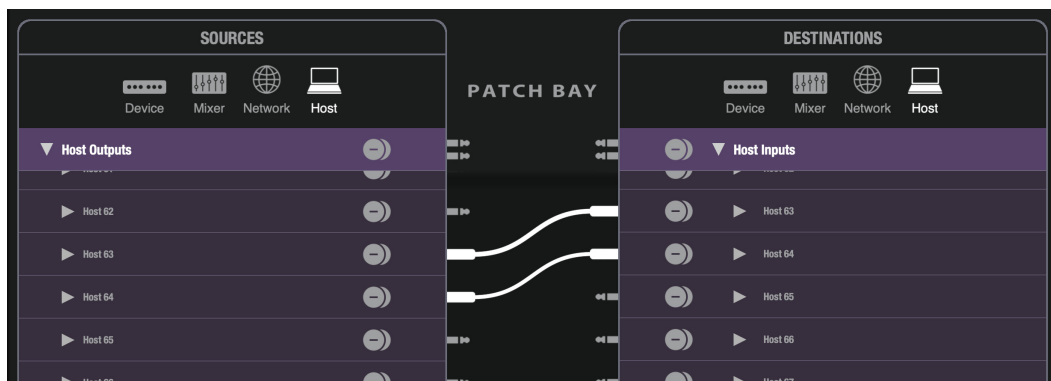 SOURCES
Device Mixer Network Host
Host Outputs
Host 62
Host 63
Host 64
Host 65
PATCH BAY
DESTINATIONS
Device Mixer Network Host
Host Inputs
Host 63
Host 64
Host 65
Host 66